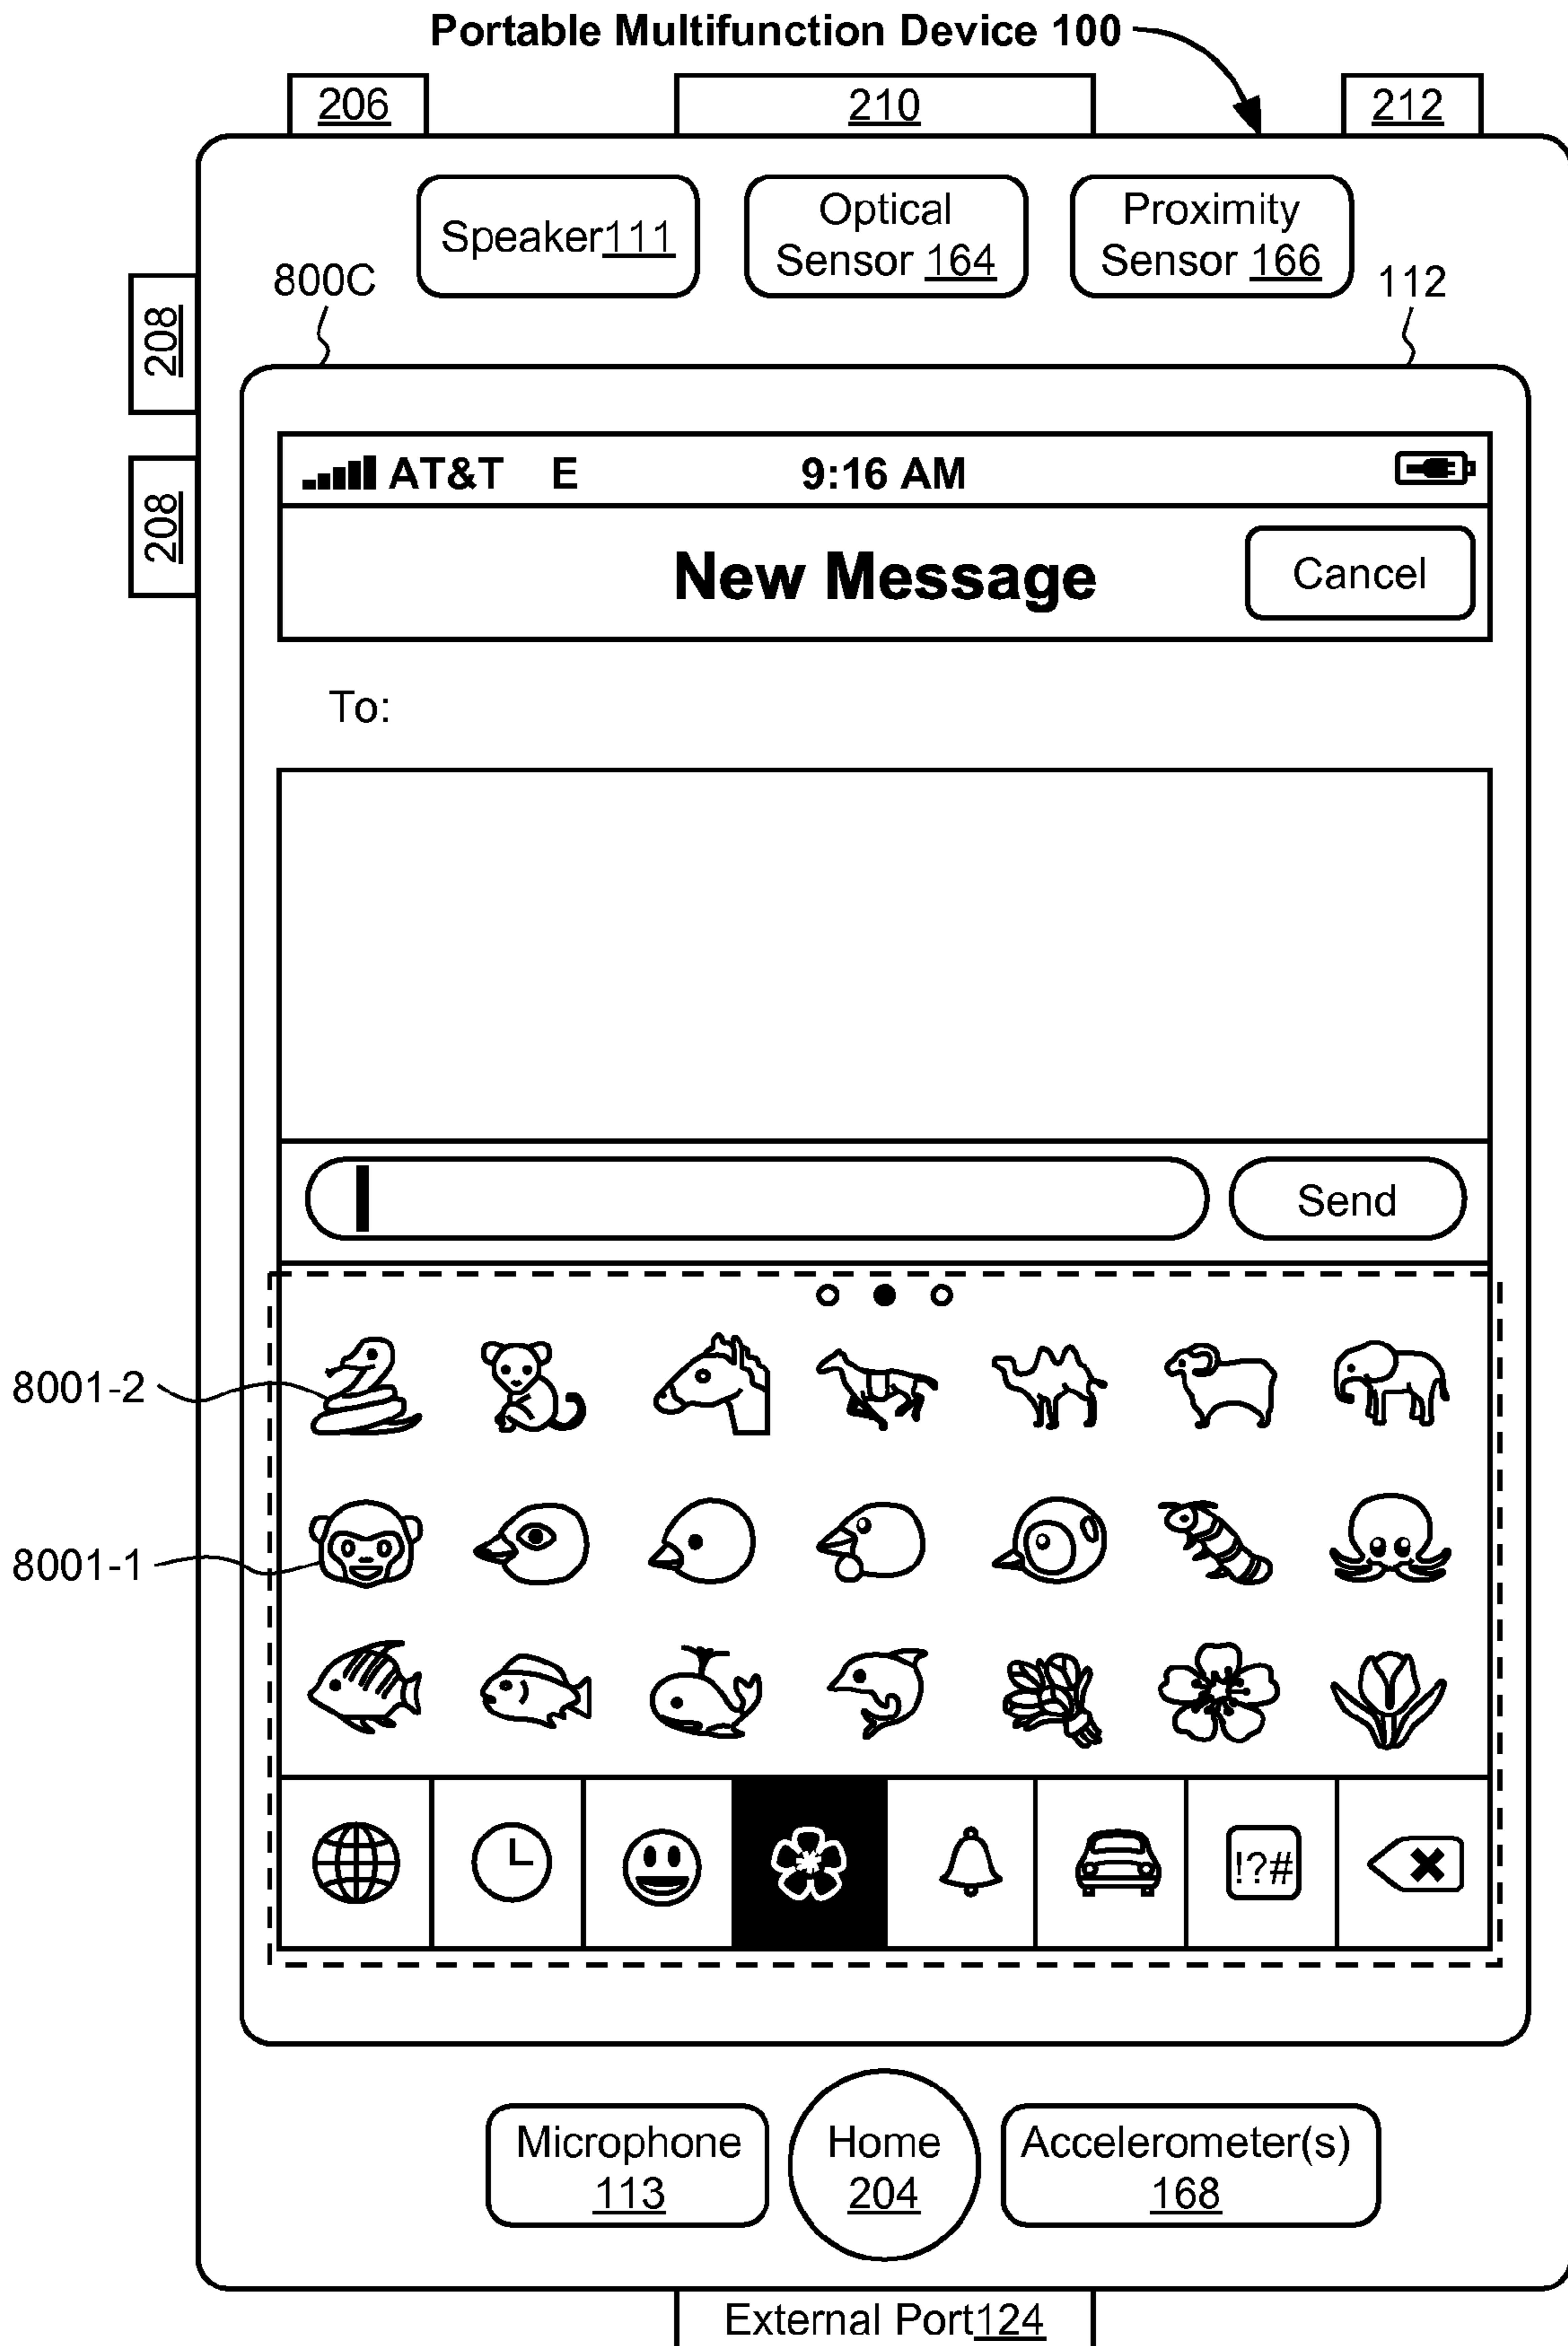 Portable Multifunction Device 100
206
210
212
Speaker111
Optical
Sensor 164
Proximity
Sensor 166
800C
112
208
208
AT&T E 9:16 AM
New Message
Cancel
To:
Send
8001-2
8001-1
!?#
Microphone
113
Home
204
Accelerometer(s)
168
External Port124